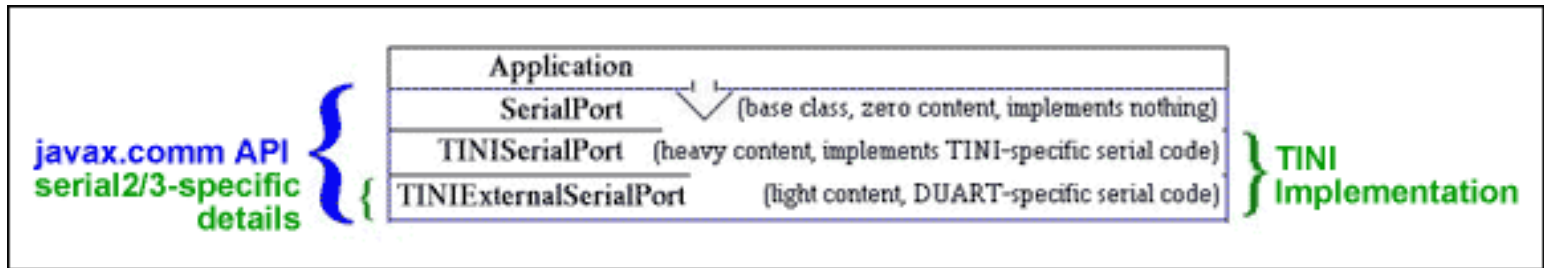 Application
SerialPort (base class, zero content, implements nothing)
javax.comm API
TINISerialPort (heavy content, implements TINI-specific serial code)
TINI
serial2/3-specific
TINIExternalSerialPort (light content, DUART-specific serial code)
Implementation
details